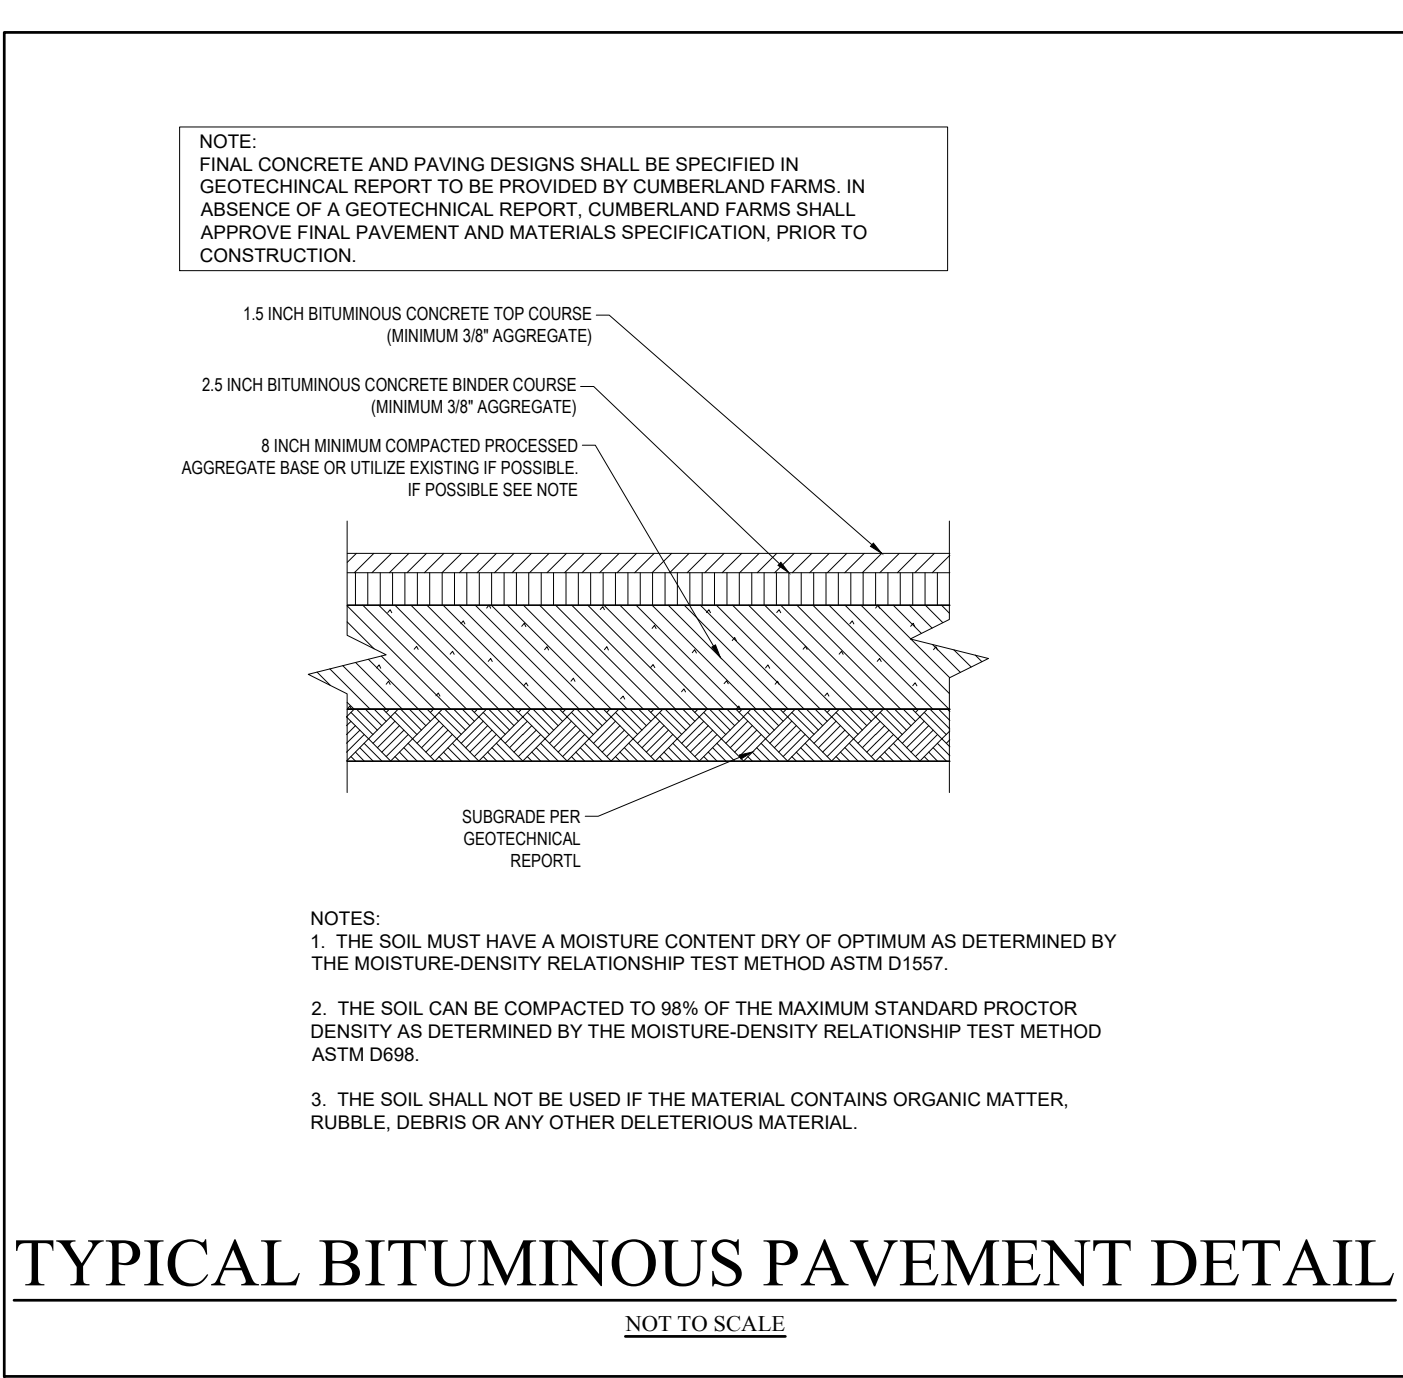 NOTE:
FINAL CONCRETE AND PAVING DESIGNS SHALL BE SPECIFIED IN
GEOTECHINCAL REPORT TO BE PROVIDED BY CUMBERLAND FARMS. IN
ABSENCE OF A GEOTECHNICAL REPORT, CUMBERLAND FARMS SHALL
APPROVE FINAL PAVEMENT AND MATERIALS SPECIFICATION, PRIOR TO
CONSTRUCTION.
1.5 INCH BITUMINOUS CONCRETE TOP COURSE
(MINIMUM 3/8" AGGREGATE)
2.5 INCH BITUMINOUS CONCRETE BINDER COURSE
(MINIMUM 3/8" AGGREGATE)
8 INCH MINIMUM COMPACTED PROCESSED
AGGREGATE BASE OR UTILIZE EXISTING IF POSSIBLE.
IF POSSIBLE SEE NOTE
SUBGRADE PER
GEOTECHNICAL
REPORTL
NOTES:
1. THE SOIL MUST HAVE A MOISTURE CONTENT DRY OF OPTIMUM AS DETERMINED BY
THE MOISTURE-DENSITY RELATIONSHIP TEST METHOD ASTM D1557.
2. THE SOIL CAN BE COMPACTED TO 98% OF THE MAXIMUM STANDARD PROCTOR
DENSITY AS DETERMINED BY THE MOISTURE-DENSITY RELATIONSHIP TEST METHOD
ASTM D698.
3. THE SOIL SHALL NOT BE USED IF THE MATERIAL CONTAINS ORGANIC MATTER,
RUBBLE, DEBRIS OR ANY OTHER DELETERIOUS MATERIAL.
TYPICAL BITUMINOUS PAVEMENT DETAIL
NOT TO SCALE